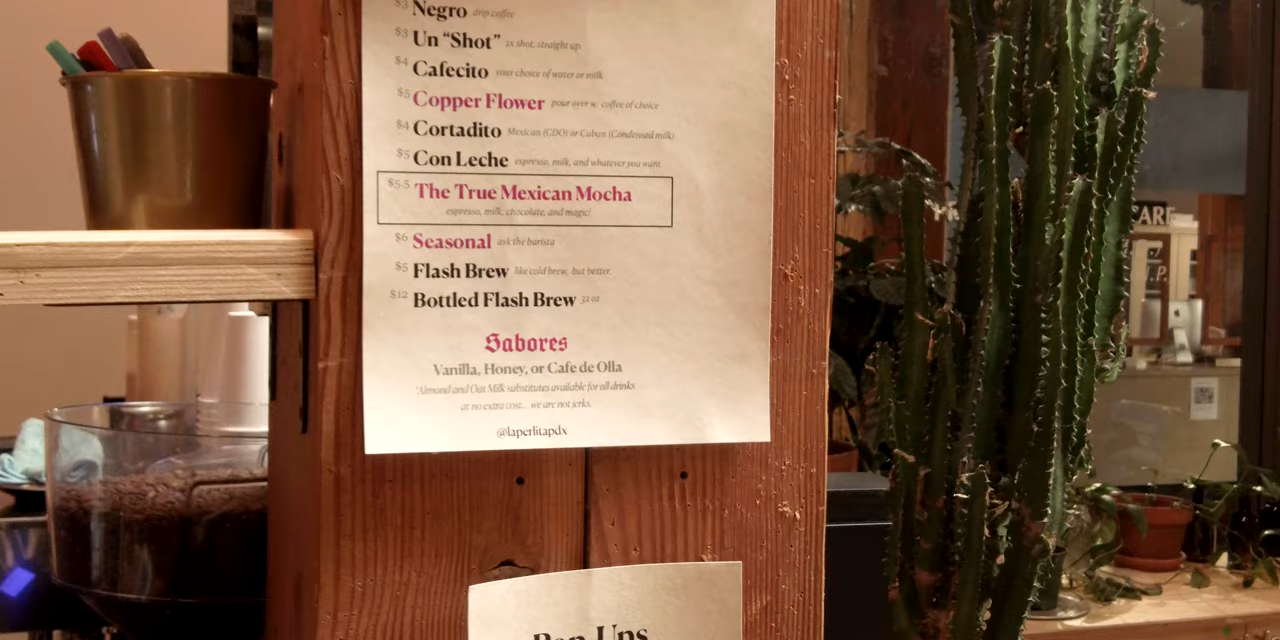 $3 Negro drip coffee
$3 Un “Shot” 2x shot, straight up.
$4 Cafecito your choice of water or milk
$5 Copper Flower pour over w. coffee of choice
$4 Cortado Mexican (CDO) or Cuban (Condensed milk)
$5 Con Leche espresso, milk, and whatever you want
$5.5 The True Mexican Mocha
espresso, milk, chocolate, and magic!
$6 Seasonal ask the barista
$5 Flash Brew like cold brew, but better.
$12 Bottled Flash Brew 32 oz
Sabores
Vanilla, Honey, or Cafe de Olla
*Almond and Oat Milk substitutes available for all drinks
at no extra cost... we are not jerks.
@laperlitapdx
Pop Ups